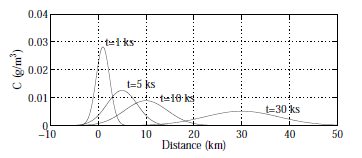 0.04
0.03
0.02
0.01
0
C (g/m³)
t=1 ks
t=5 ks
t=10 ks
t=30 ks
-10 0 10 20 30 40 50
Distance (km)